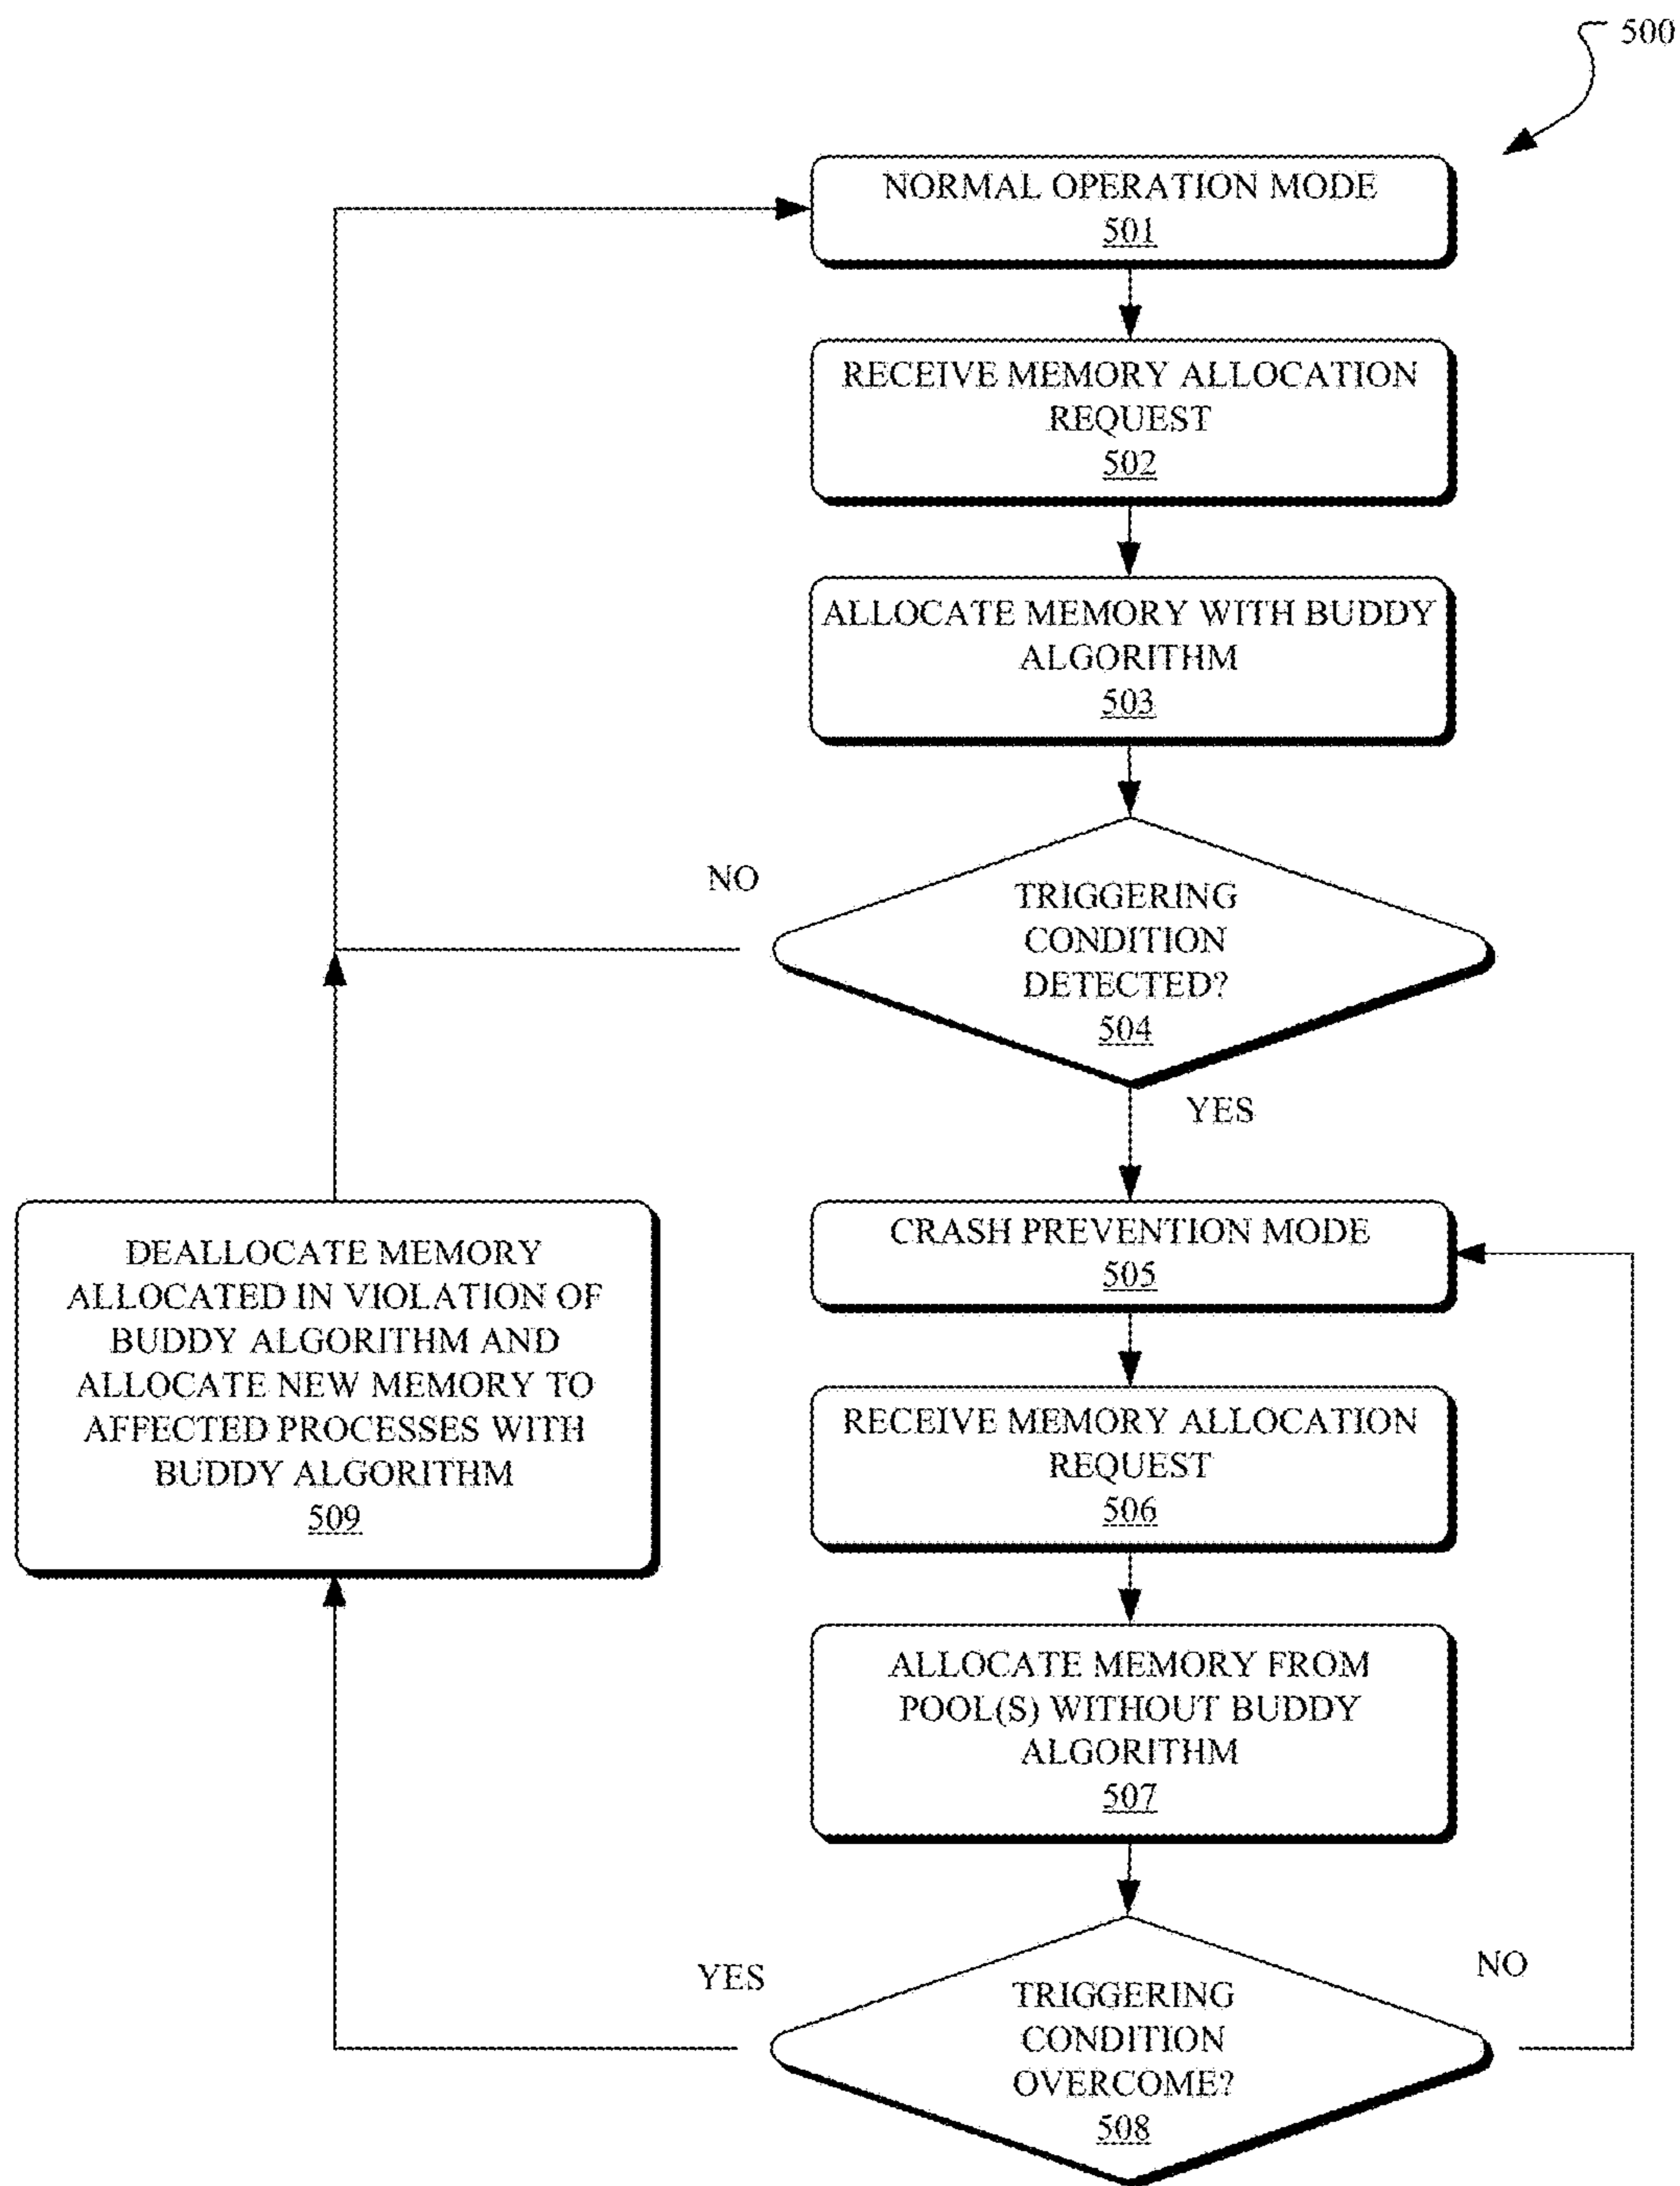 500
NORMAL OPERATION MODE
501
RECEIVE MEMORY ALLOCATION
REQUEST
502
ALLOCATE MEMORY WITH BUDDY
ALGORITHM
503
NO
TRIGGERING
CONDITION
DETECTED?
504
YES
CRASH PREVENTION MODE
505
DEALLOCATE MEMORY
ALLOCATED IN VIOLATION OF
BUDDY ALGORITHM AND
ALLOCATE NEW MEMORY TO
AFFECTED PROCESSES WITH
BUDDY ALGORITHM
509
RECEIVE MEMORY ALLOCATION
REQUEST
506
ALLOCATE MEMORY FROM
POOL(S) WITHOUT BUDDY
ALGORITHM
507
YES
NO
TRIGGERING
CONDITION
OVERCOME?
508